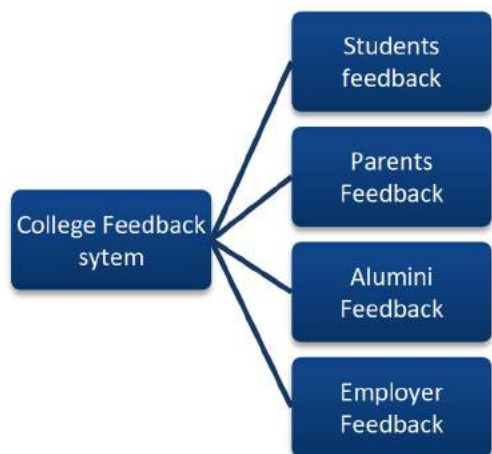 College Feedback
sytem
Students
feedback
Parents
Feedback
Alumini
Feedback
Employer
Feedback